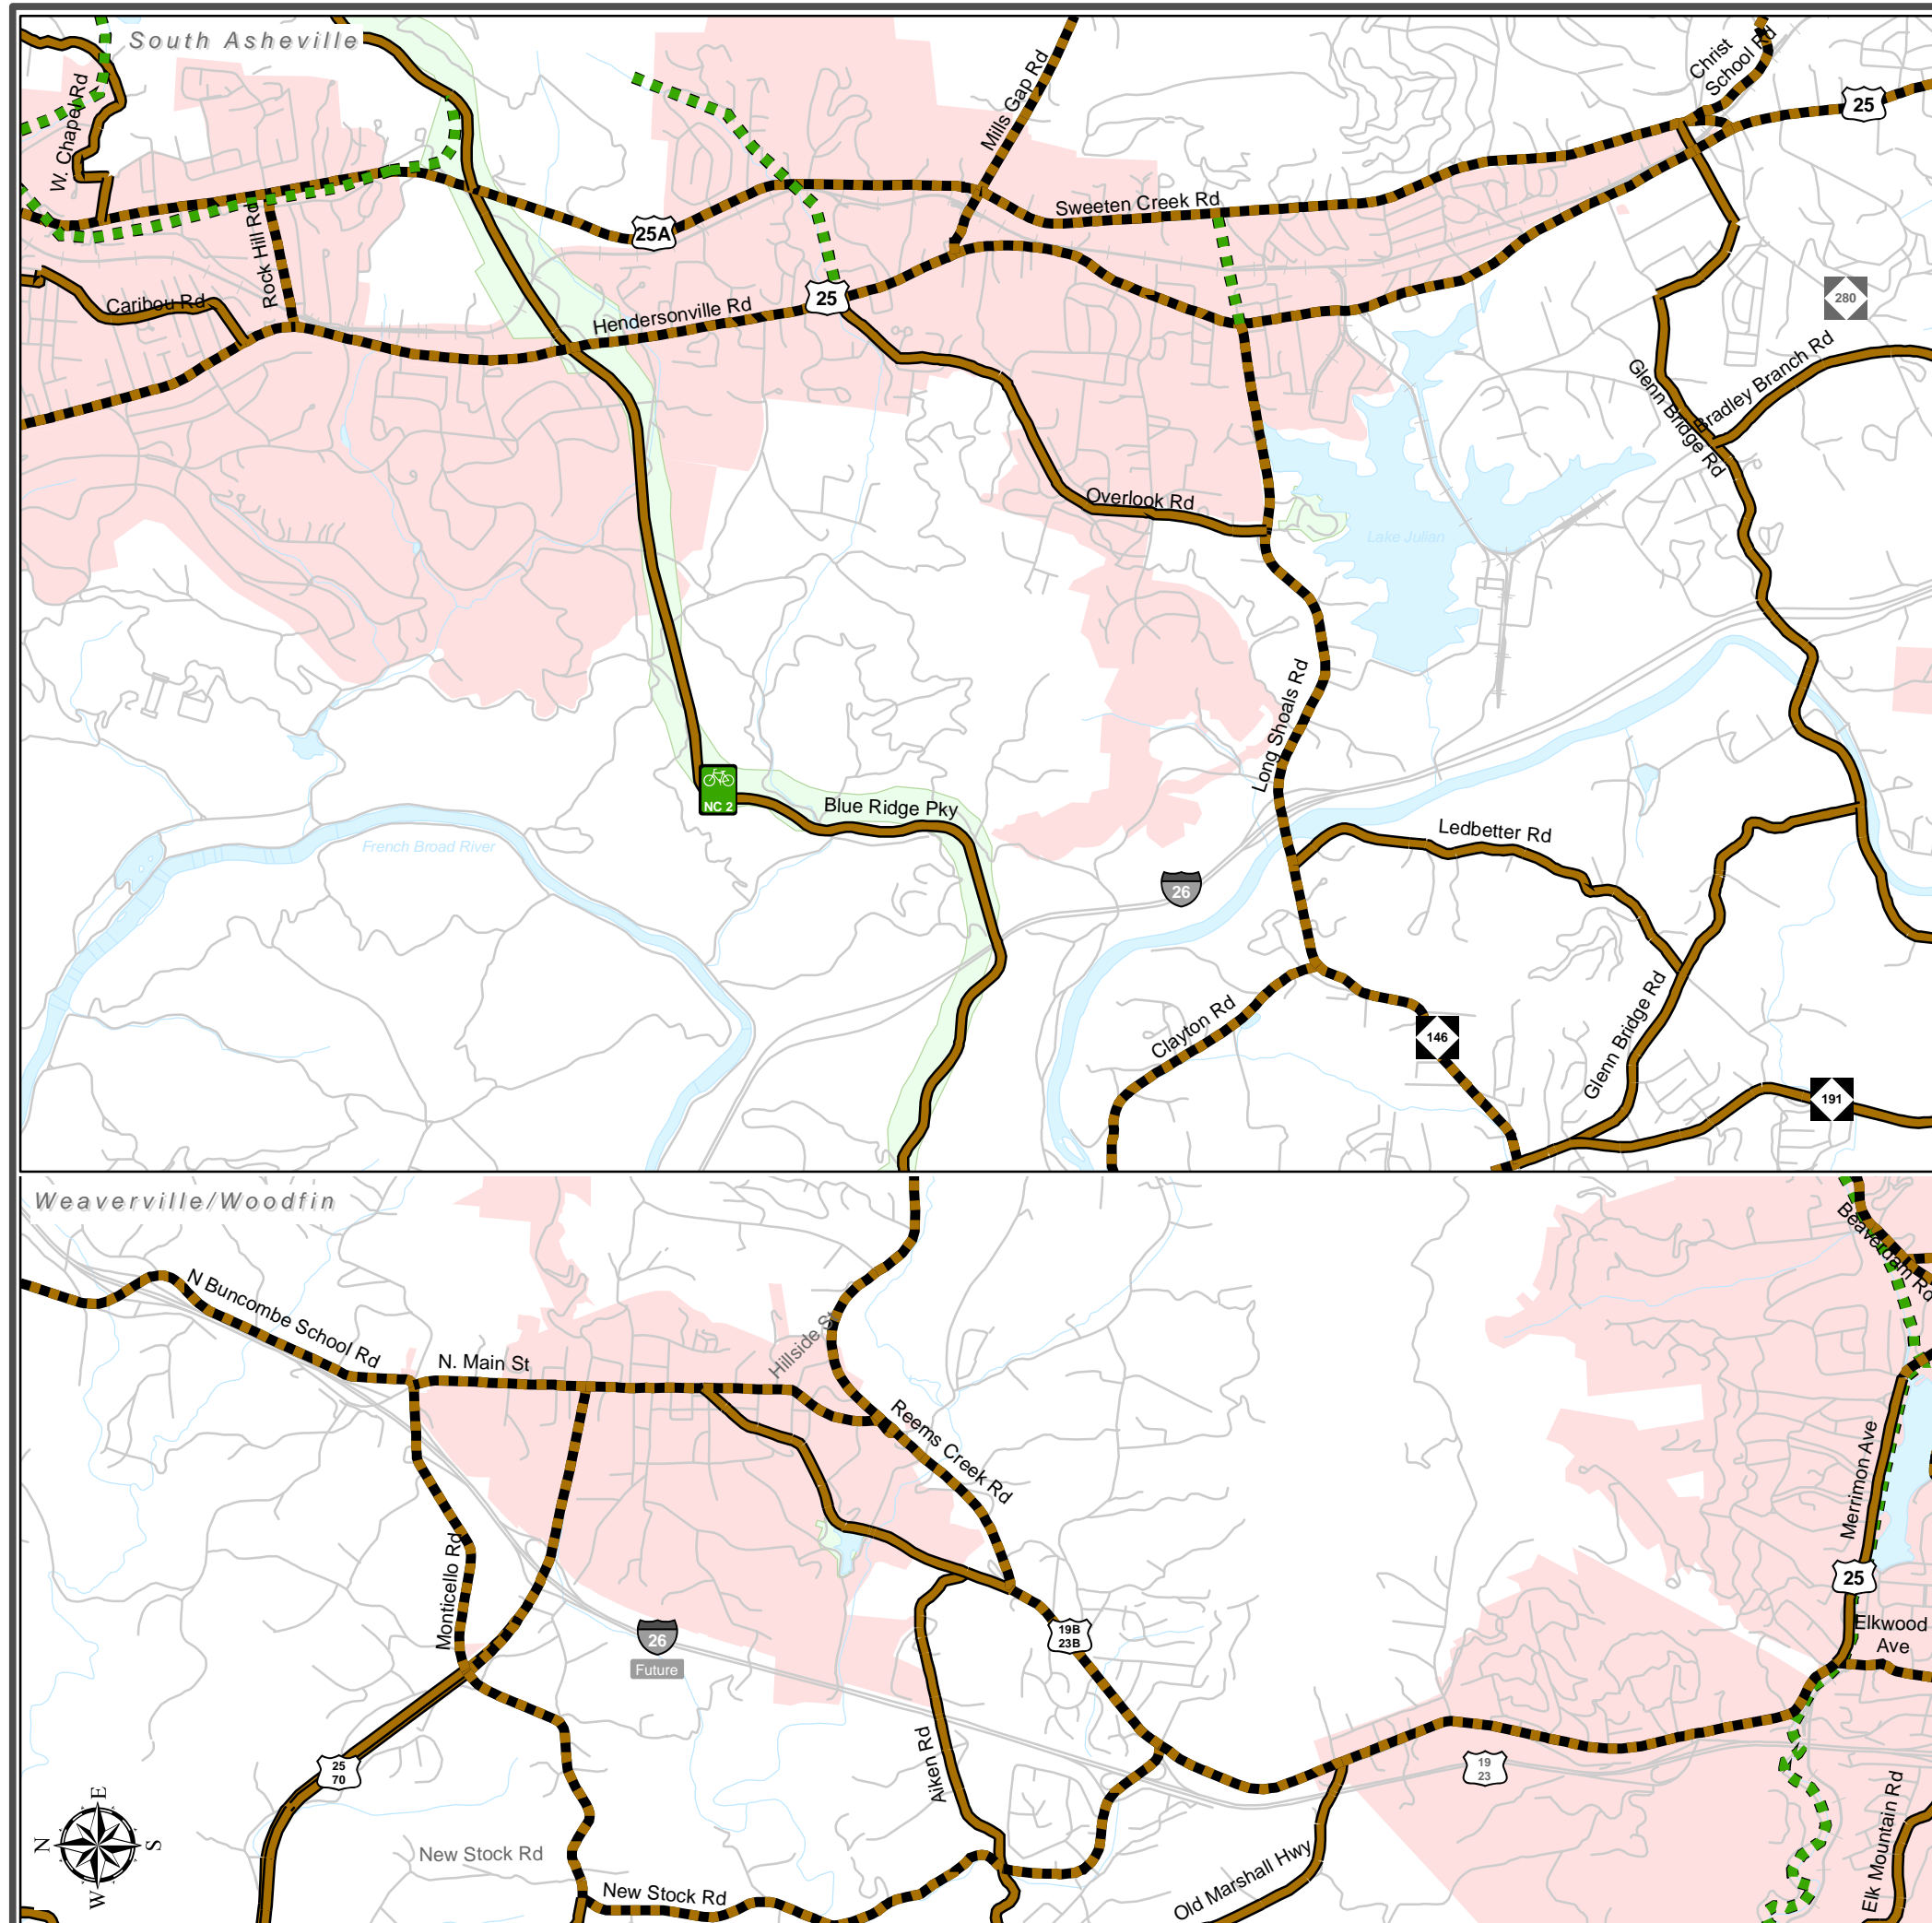 South Asheville
W. Chapel Rd
Rock Hill Rd
Caribou Rd
25A
Hendersonville Rd
25
Mills Gap Rd
Sweeten Creek Rd
Christ
School Rd
25
280
Glenn Bridge Rd
Bradley Branch Rd
Overlook Rd
Lake Julian
Long Shoals Rd
NC 2
Blue Ridge Pky
French Broad River
26
Ledbetter Rd
Clayton Rd
146
Glenn Bridge Rd
191
Weaverville/Woodfin
N Buncombe School Rd
N. Main St
Hillside St
Reems Creek Rd
Monticello Rd
26
Future
19B
23B
Beaverdam Rd
Merrimon Ave
25
Elkwood
Ave
25
70
Aiken Rd
19
23
New Stock Rd
New Stock Rd
Old Marshall Hwy
Elk Mountain Rd
E
N
S
W